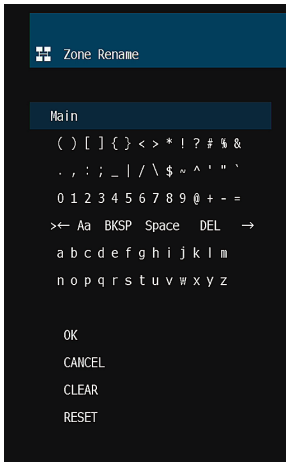 Zone Rename
Main
( ) [ ] { } < > * ! ? # % &
. , : ; _ | / \ $ ~ ^ ' " `
0 1 2 3 4 5 6 7 8 9 @ + - =
>← Aa BKSP Space DEL →
a b c d e f g h i j k l m
n o p q r s t u v w x y z
OK
CANCEL
CLEAR
RESET